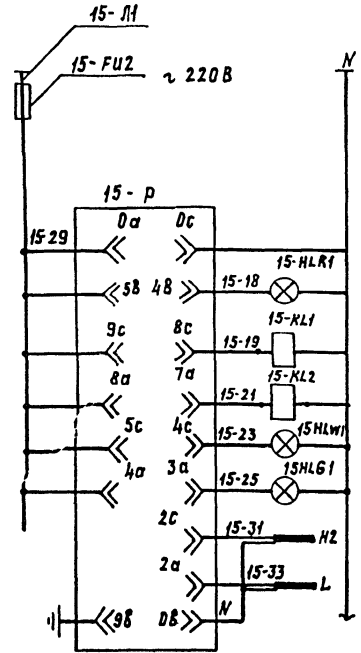 15-Л1
15-FU2
~ 220В
N
15-Р
0а 0с
15-29
15-HLR1
5в 4в 15-18
15-KL1
9с 8с 15-19
8а 7а 15-KL2
15-21
5с 4с 15-23 15HLW1
4а 3а 15HLG1
15-25
2с 15-31
H2
2а 15-33
L
9в 0в N